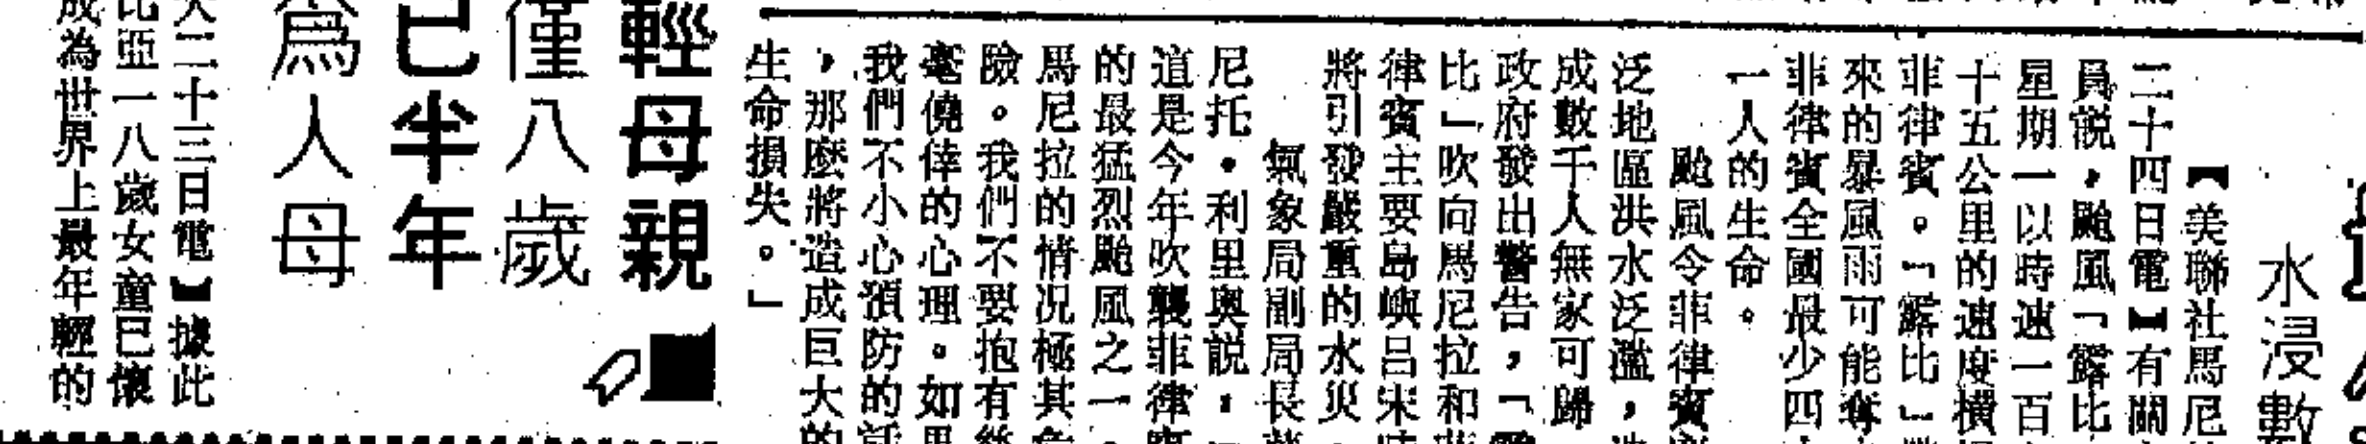 水浸數
【美聯社馬尼
二十四日電】有關
員説，颱風「露比
星期一以時速一百
十五公里的速度橫
菲律賓。「露比」
來的暴風雨可能奪
菲律賓全國最少四
一人的生命。
颱風令菲律賓
泛地區洪水泛濫，
成數千人無家可歸
政府發出警告，「
比」吹向馬尼拉和
律賓主要島嶼呂宋
將引發嚴重的水災
氣象局副局長
尼托・利里奧説，
這是今年吹襲菲律
的最猛烈颱風之一。
馬尼拉的情況極其
險。我們不要抱有
毫僥倖的心理。如
我們不小心預防的話
，那麼將造成巨大的
生命損失。」
輕母親
僅八歲
已半年
為人母
二十三日電】據此
比亞一八歲女童已懷
成為世界上最年輕的